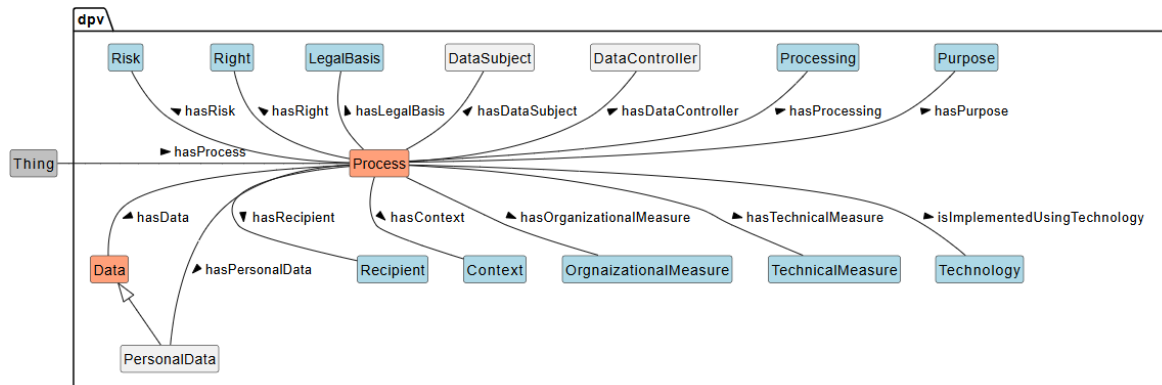 dpv
Risk Right LegalBasis DataSubject DataController Processing Purpose
hasRisk hasRight hasLegalBasis hasDataSubject hasDataController hasProcessing hasPurpose
hasProcess
Thing Process
hasData hasRecipient hasContext hasOrganizationalMeasure hasTechnicalMeasure isImplementedUsingTechnology
hasPersonalData
Data Recipient Context OrgnaizationalMeasure TechnicalMeasure Technology
PersonalData